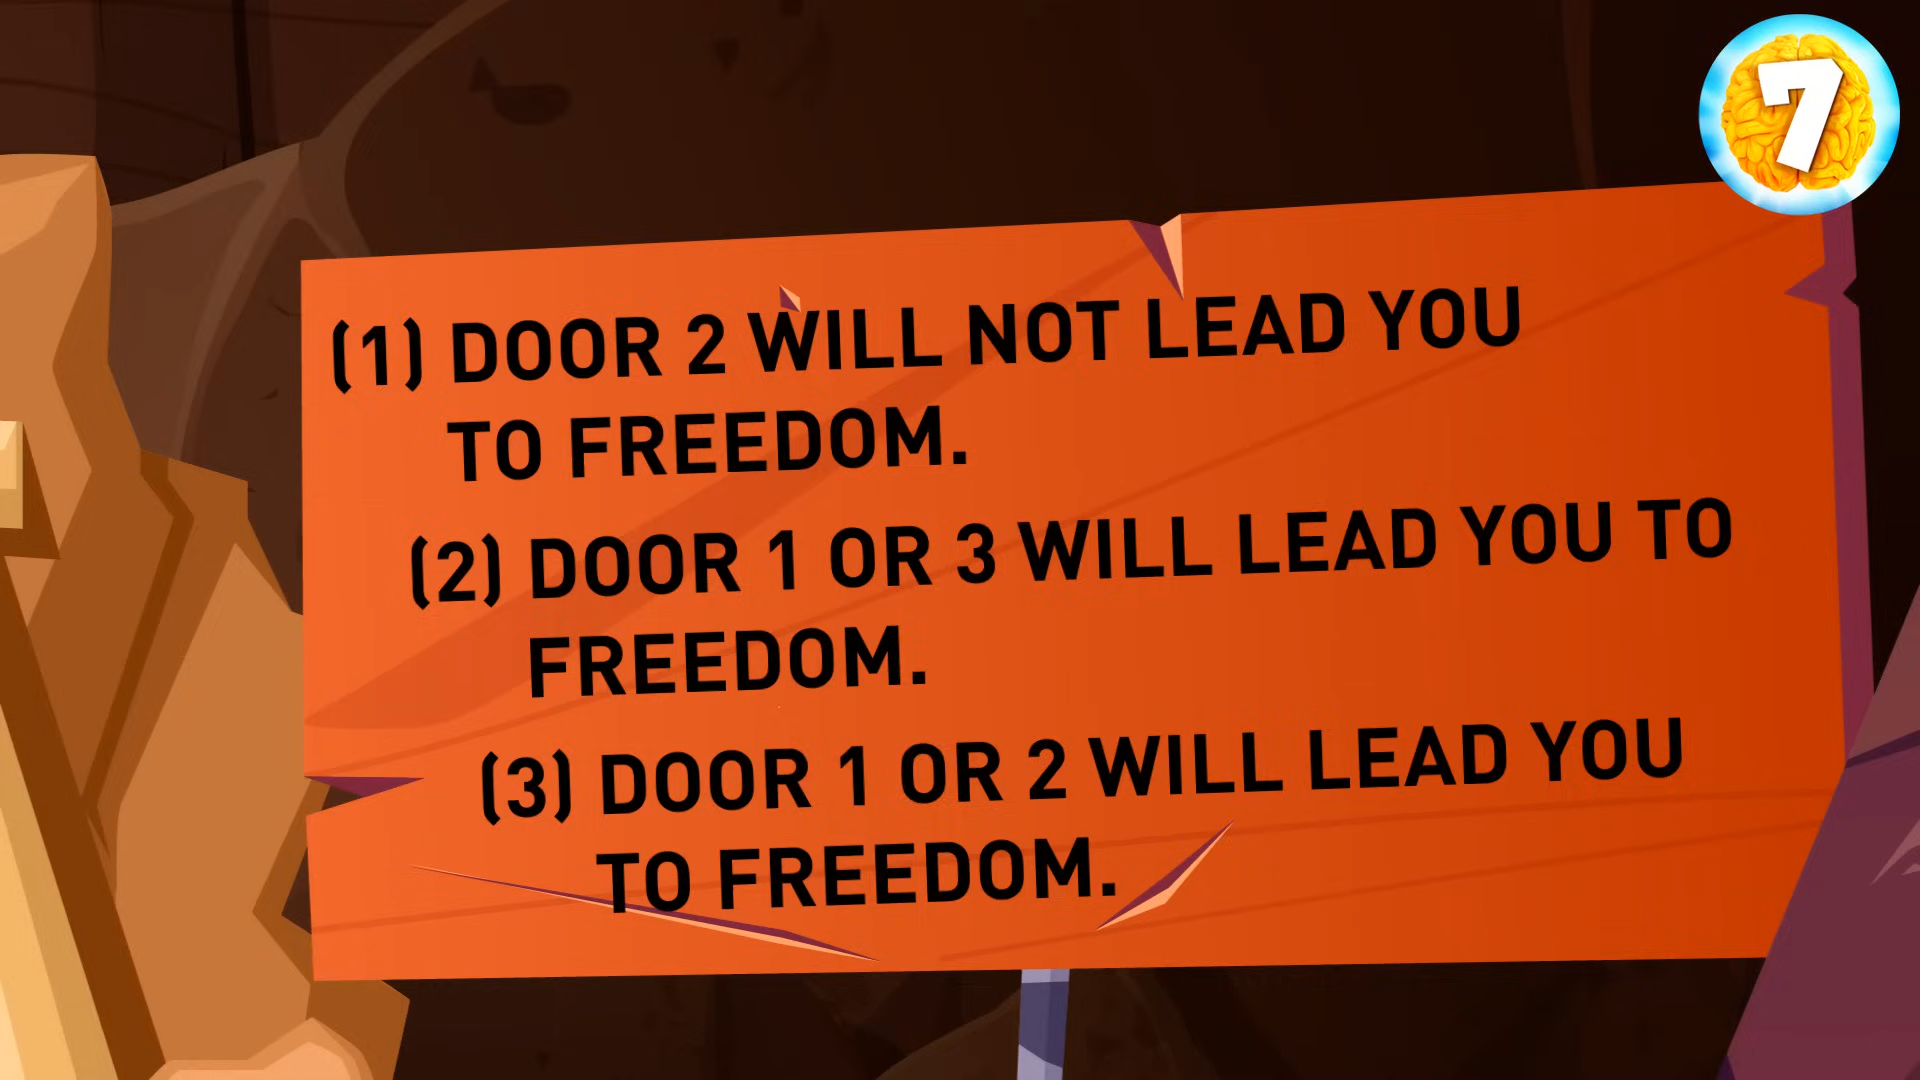 7
(1) DOOR 2 WILL NOT LEAD YOU
TO FREEDOM.
(2) DOOR 1 OR 3 WILL LEAD YOU TO
FREEDOM.
(3) DOOR 1 OR 2 WILL LEAD YOU
TO FREEDOM.